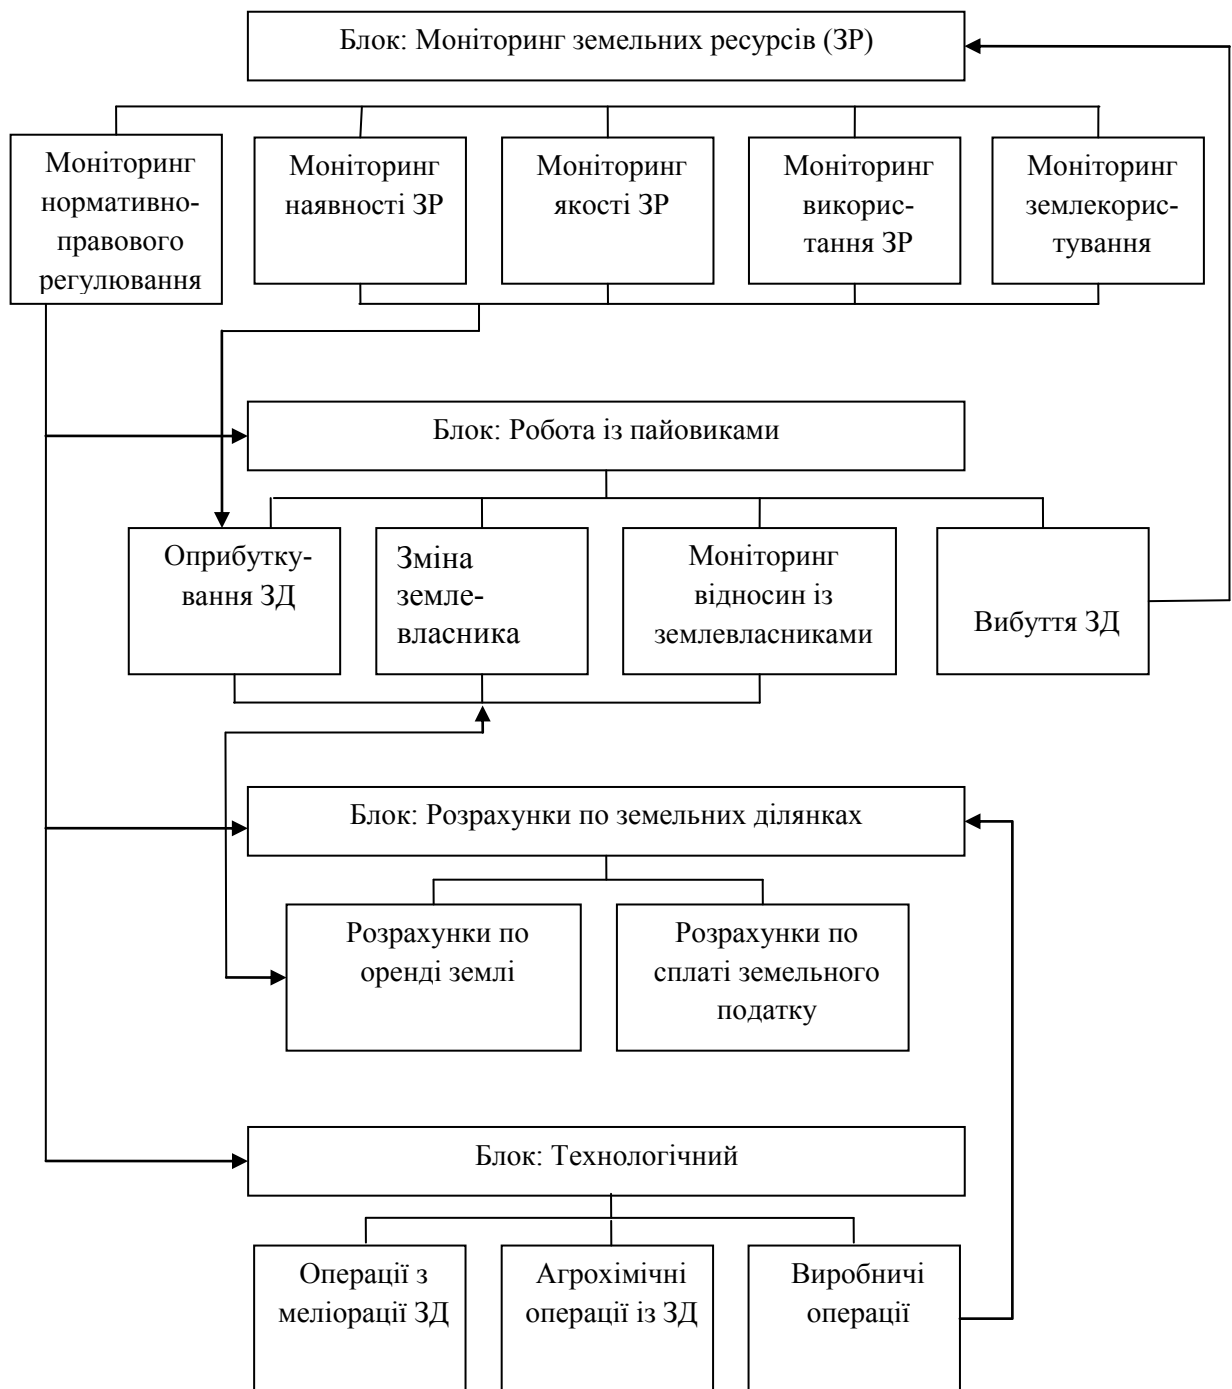 Блок: Моніторинг земельних ресурсів (ЗР)
Моніторинг
нормативно-
правового
регулювання
Моніторинг
наявності ЗР
Моніторинг
якості ЗР
Моніторинг
викорис-
тання ЗР
Моніторинг
землекорис-
тування
Блок: Робота із пайовиками
Оприбутку-
вання ЗД
Зміна
земле-
власника
Моніторинг
відносин із
землевласниками
Вибуття ЗД
Блок: Розрахунки по земельних ділянках
Розрахунки по
оренді землі
Розрахунки по
сплаті земельного
податку
Блок: Технологічний
Операції з
меліорації ЗД
Агрохімічні
операції із ЗД
Виробничі
операції